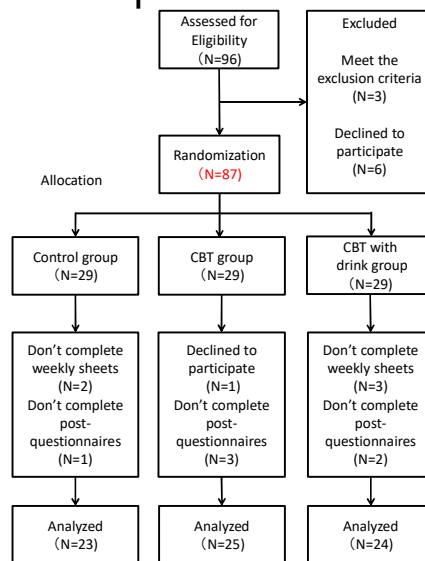 Assessed for
Eligibility
(N=96)
Excluded
Meet the
exclusion criteria
(N=3)
Declined to
participate
(N=6)
Randomization
(N=87)
Allocation
Control group
(N=29)
CBT group
(N=29)
CBT with
drink group
(N=29)
Don't complete
weekly sheets
(N=2)
Don't complete
post-
questionnaires
(N=1)
Declined to
participate
(N=1)
Don't complete
post-
questionnaires
(N=3)
Don't complete
weekly sheets
(N=3)
Don't complete
post-
questionnaires
(N=2)
Analyzed
(N=23)
Analyzed
(N=25)
Analyzed
(N=24)